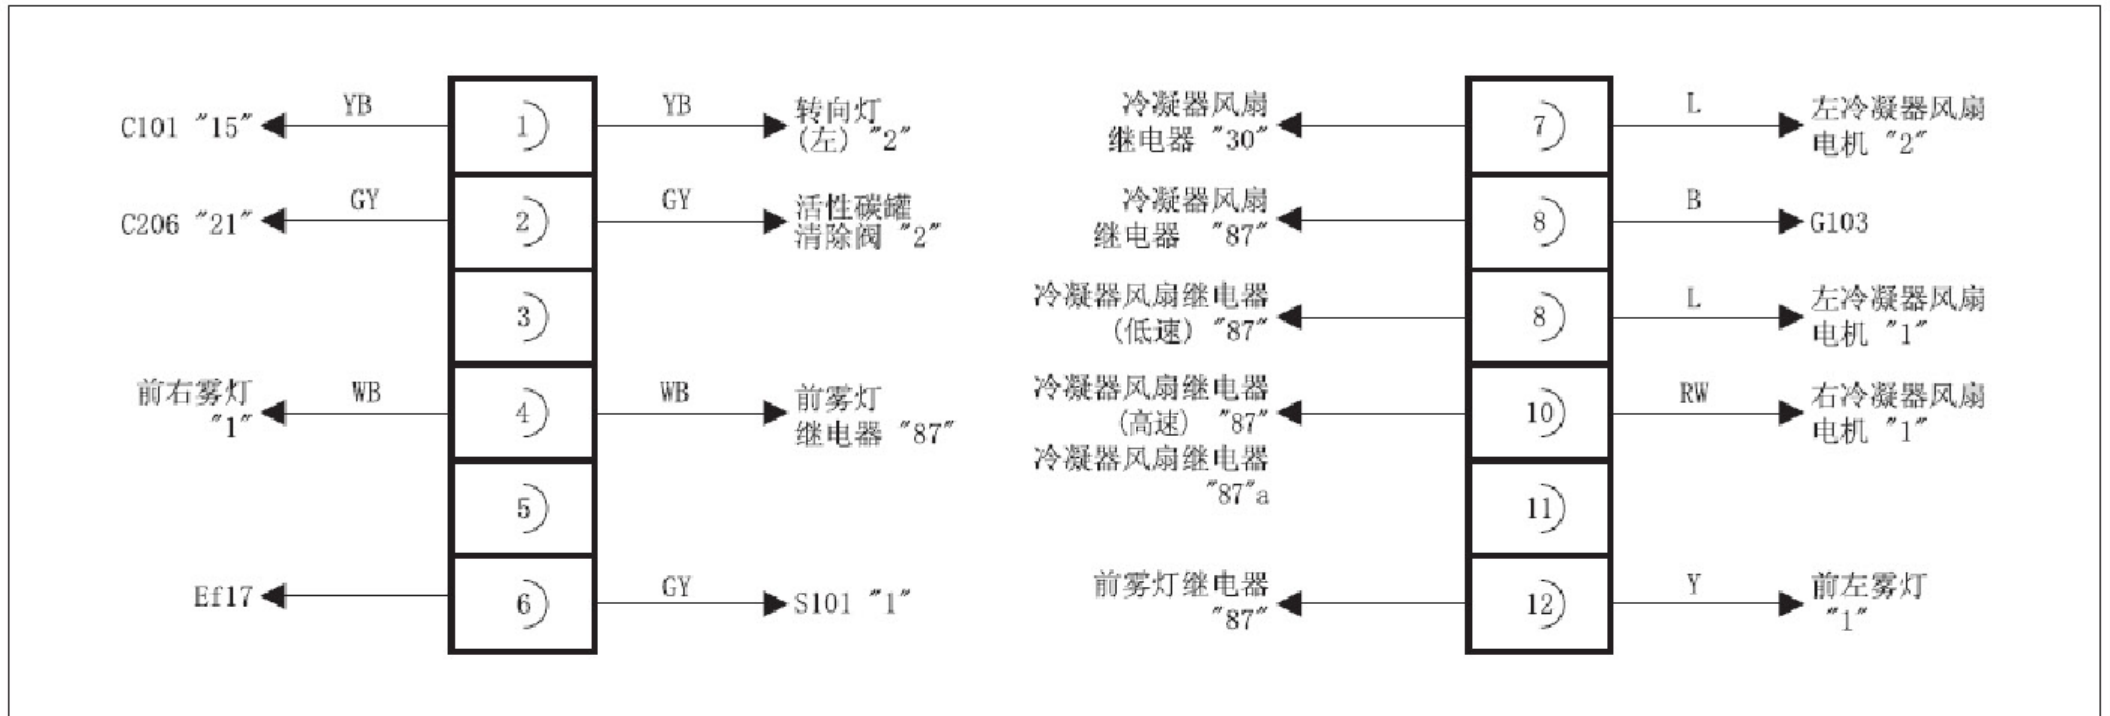 C101 "15"
YB
1
YB
转向灯
(左) "2"
C206 "21"
GY
2
GY
活性碳罐
清除阀 "2"
3
前右雾灯
"1"
WB
4
WB
前雾灯
继电器 "87"
5
Ef17
6
GY
S101 "1"
冷凝器风扇
继电器 "30"
7
L
左冷凝器风扇
电机 "2"
冷凝器风扇
继电器 "87"
8
B
G103
冷凝器风扇继电器
(低速) "87"
8
L
左冷凝器风扇
电机 "1"
冷凝器风扇继电器
(高速) "87"
冷凝器风扇继电器
"87"a
10
RW
右冷凝器风扇
电机 "1"
11
前雾灯继电器
"87"
12
Y
前左雾灯
"1"